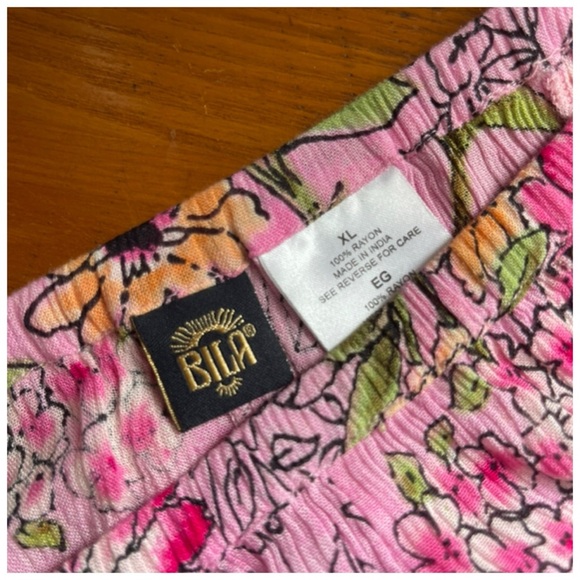 BILA®
XL
100% RAYON
MADE IN INDIA
SEE REVERSE FOR CARE
EG
100% RAYON